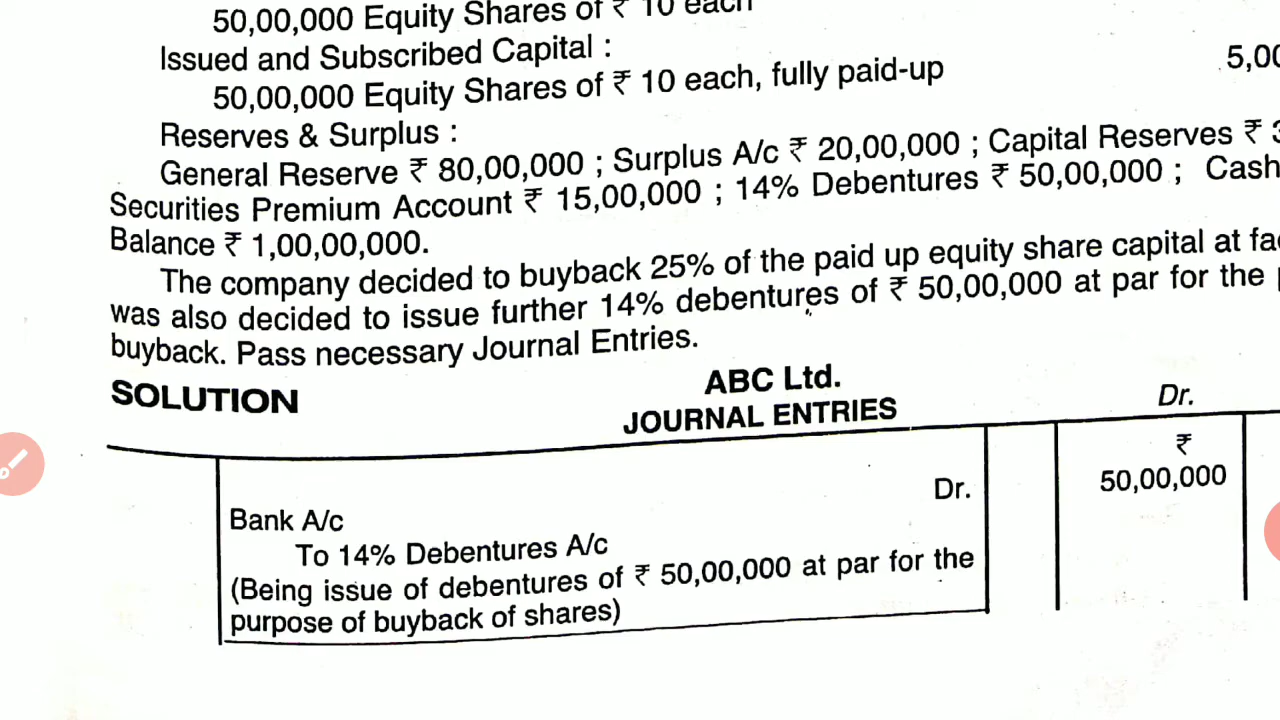 50,00,000 Equity Shares of ₹ 10 each
Issued and Subscribed Capital :
50,00,000 Equity Shares of ₹ 10 each, fully paid-up 5,00
Reserves & Surplus :
General Reserve ₹ 80,00,000 ; Surplus A/c ₹ 20,00,000 ; Capital Reserves ₹ 3
Securities Premium Account ₹ 15,00,000 ; 14% Debentures ₹ 50,00,000 ; Cash
Balance ₹ 1,00,00,000.
The company decided to buyback 25% of the paid up equity share capital at
was also decided to issue further 14% debentures of ₹ 50,00,000 at par for the
buyback. Pass necessary Journal Entries.
SOLUTION
ABC Ltd.
JOURNAL ENTRIES
Dr.
₹
Dr. 50,00,000
Bank A/c
To 14% Debentures A/c
(Being issue of debentures of ₹ 50,00,000 at par for the
purpose of buyback of shares)